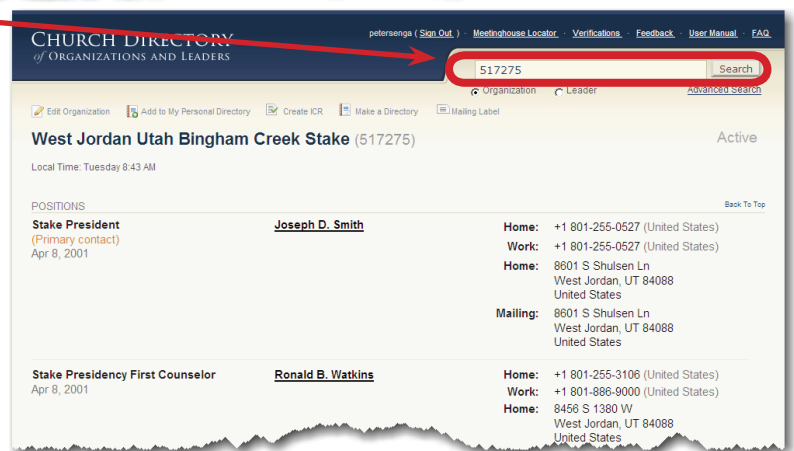 CHURCH DIRECTORY
of ORGANIZATIONS AND LEADERS
petersenga ( Sign Out ) · Meetinghouse Locator · Verifications · Feedback · User Manual · FAQ
517275 Search
Organization Leader Advanced Search
Edit Organization Add to My Personal Directory Create ICR Make a Directory Mailing Label
West Jordan Utah Bingham Creek Stake (517275) Active
Local Time: Tuesday 8:43 AM
POSITIONS Back To Top
Stake President Joseph D. Smith Home: +1 801-255-0527 (United States)
(Primary contact) Work: +1 801-255-0527 (United States)
Apr 8, 2001
Home: 8601 S Shulsen Ln
West Jordan, UT 84088
United States
Mailing: 8601 S Shulsen Ln
West Jordan, UT 84088
United States
Stake Presidency First Counselor Ronald B. Watkins Home: +1 801-255-3106 (United States)
Apr 8, 2001 Work: +1 801-886-9000 (United States)
Home: 8456 S 1380 W
West Jordan, UT 84088
United States